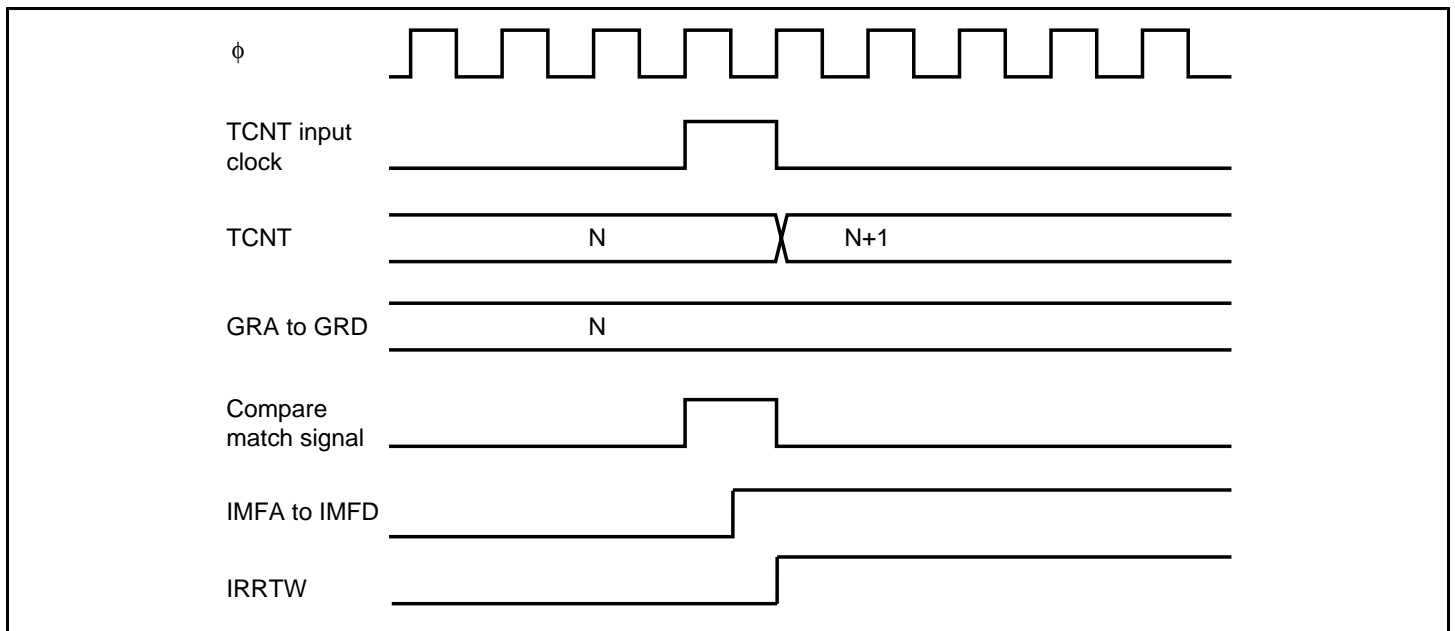 ϕ
TCNT input
clock
TCNT
N
N+1
GRA to GRD
N
Compare
match signal
IMFA to IMFD
IRRTW